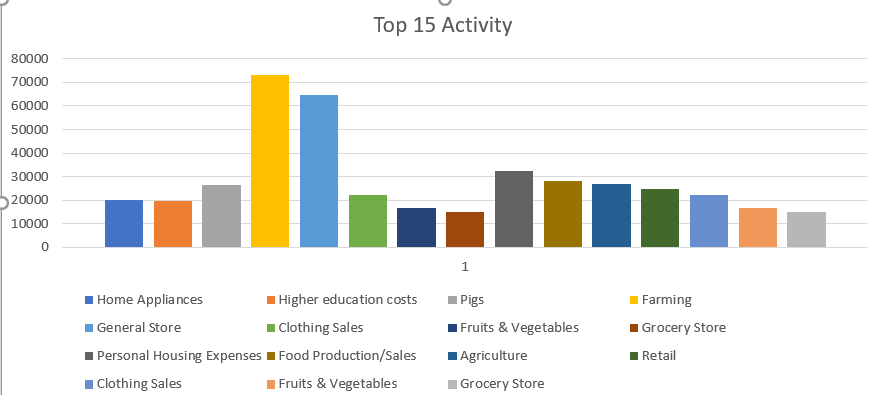 Top 15 Activity
80000
70000
60000
50000
40000
30000
20000
10000
0
1
Home Appliances Higher education costs Pigs Farming
General Store Clothing Sales Fruits & Vegetables Grocery Store
Personal Housing Expenses Food Production/Sales Agriculture Retail
Clothing Sales Fruits & Vegetables Grocery Store